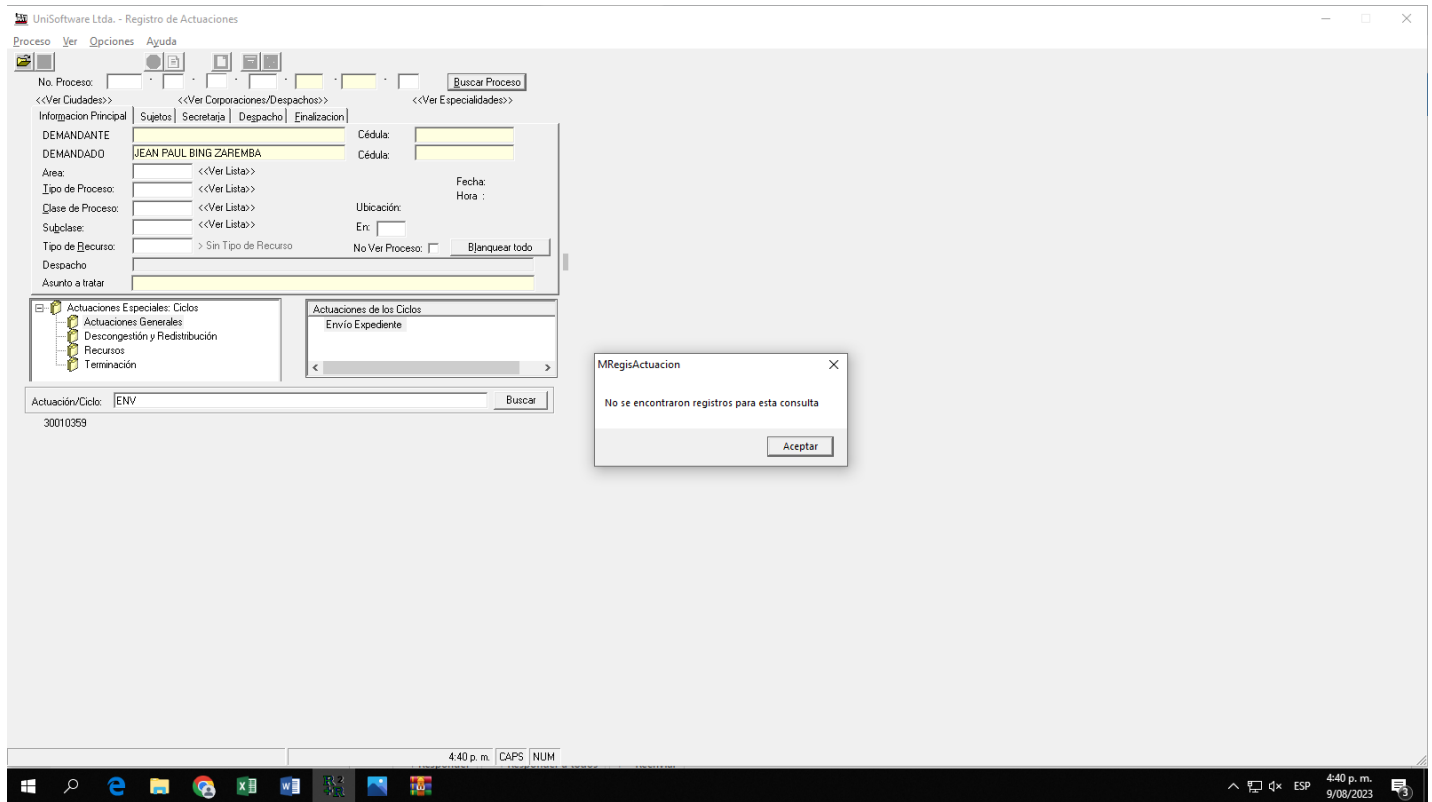 UniSoftware Ltda. - Registro de Actuaciones
Proceso Ver Opciones Ayuda
No. Proceso: - - - - - - Buscar Proceso
<<Ver Ciudades>> <<Ver Corporaciones/Despachos>> <<Ver Especialidades>>
Informacion Principal Sujetos Secretaria Despacho Finalizacion
DEMANDANTE Cédula:
DEMANDADO JEAN PAUL BING ZAREMBA Cédula:
Area: <<Ver Lista>>
Fecha:
Tipo de Proceso: <<Ver Lista>>
Hora :
Clase de Proceso: <<Ver Lista>> Ubicación:
Subclase: <<Ver Lista>> En:
Tipo de Recurso: > Sin Tipo de Recurso No Ver Proceso: Blanquear todo
Despacho
Asunto a tratar
Actuaciones Especiales: Ciclos
Actuaciones Generales
Descongestión y Redistribución
Recursos
Terminación
Actuaciones de los Ciclos
Envío Expediente
MRegisActuacion
No se encontraron registros para esta consulta
Aceptar
Actuación/Ciclo: ENV Buscar
30010359
4:40 p. m. CAPS NUM
ESP
4:40 p. m.
9/08/2023
3